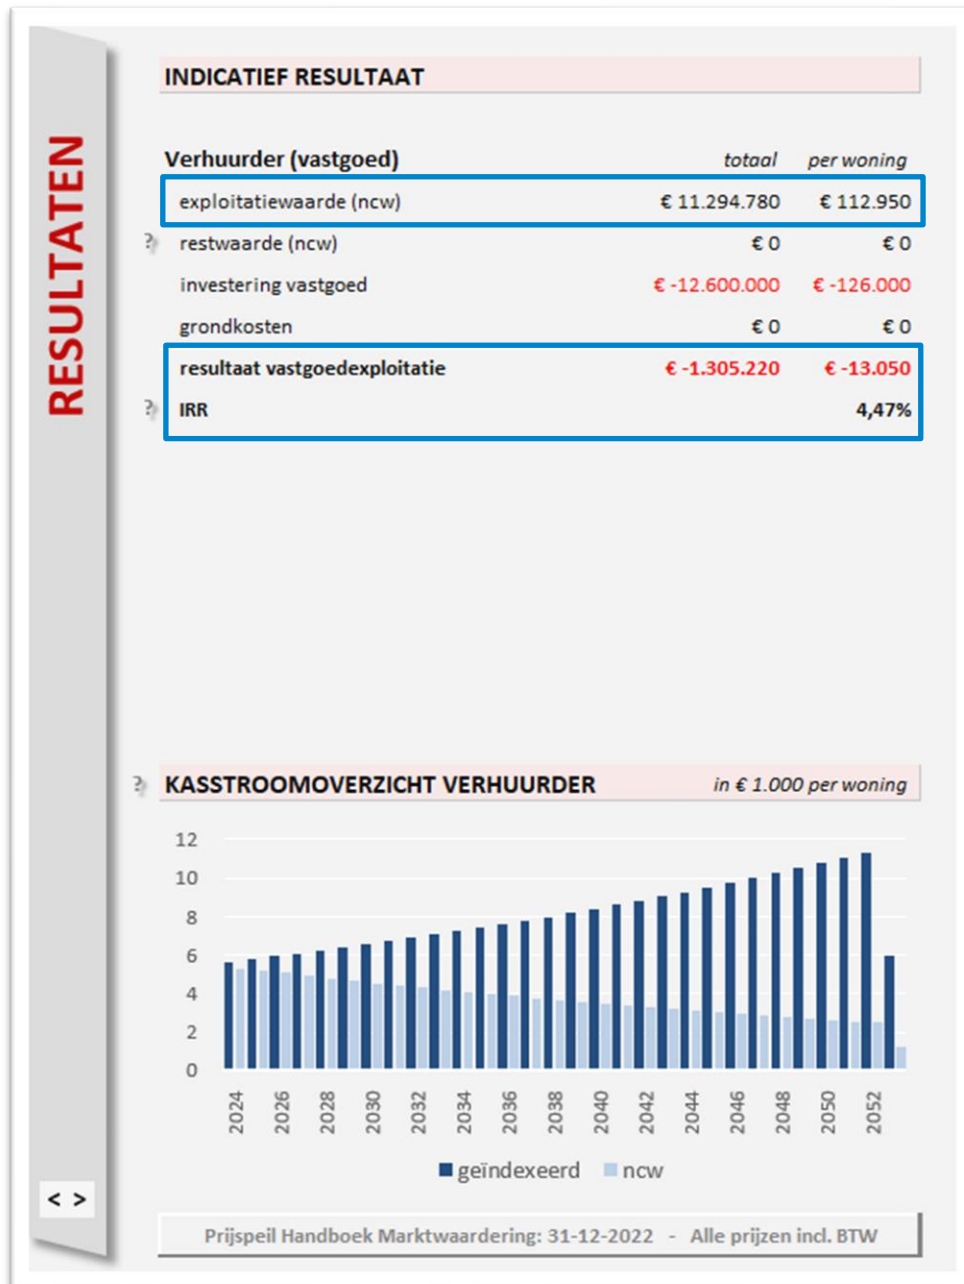 RESULTATEN
INDICATIEF RESULTAAT
Verhuurder (vastgoed) totaal per woning
exploitatiewaarde (ncw) € 11.294.780 € 112.950
? restwaarde (ncw) € 0 € 0
investering vastgoed € -12.600.000 € -126.000
grondkosten € 0 € 0
resultaat vastgoedexploitatie € -1.305.220 € -13.050
? IRR 4,47%
? KASSTROOMOVERZICHT VERHUURDER in € 1.000 per woning
12
10
8
6
4
2
0
2024 2026 2028 2030 2032 2034 2036 2038 2040 2042 2044 2046 2048 2050 2052
geïndexeerd ncw
< >
Prijspeil Handboek Marktwaardering: 31-12-2022 - Alle prijzen incl. BTW